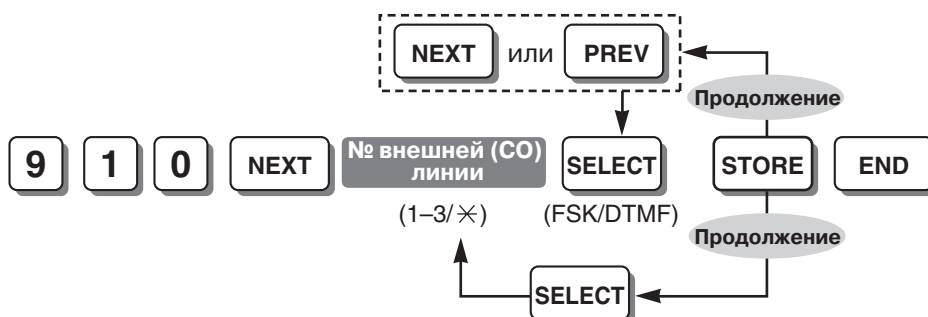 NEXT или PREV
Продолжение
9 1 0 NEXT № внешней (CO) линии SELECT STORE END
(1–3/✳) (FSK/DTMF)
Продолжение
SELECT